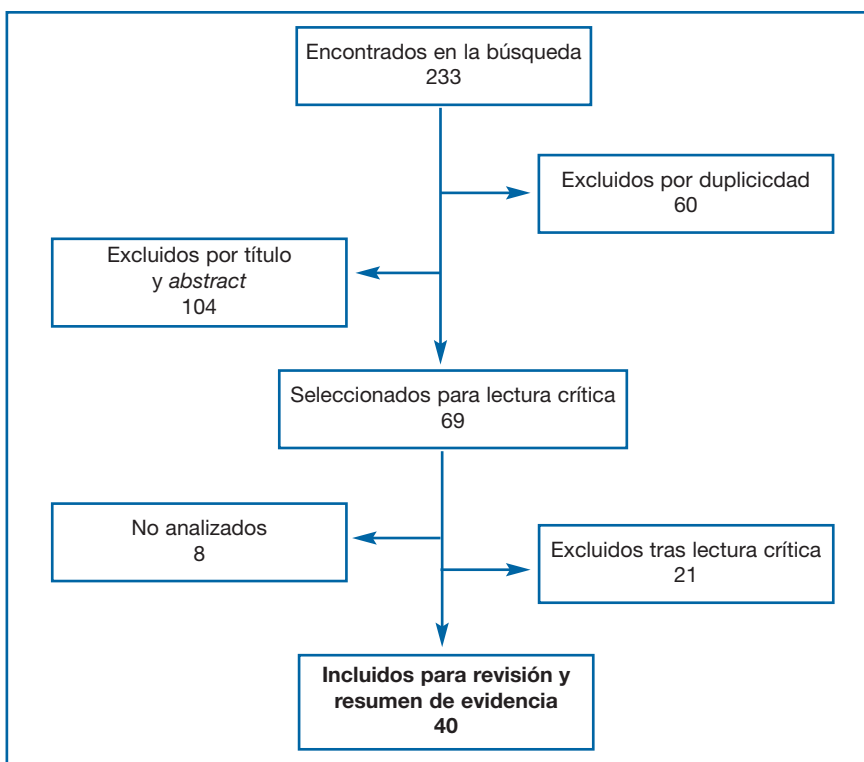 Encontrados en la búsqueda
233
Excluidos por duplicicdad
60
Excluidos por título
y abstract
104
Seleccionados para lectura crítica
69
No analizados
8
Excluidos tras lectura crítica
21
Incluidos para revisión y
resumen de evidencia
40